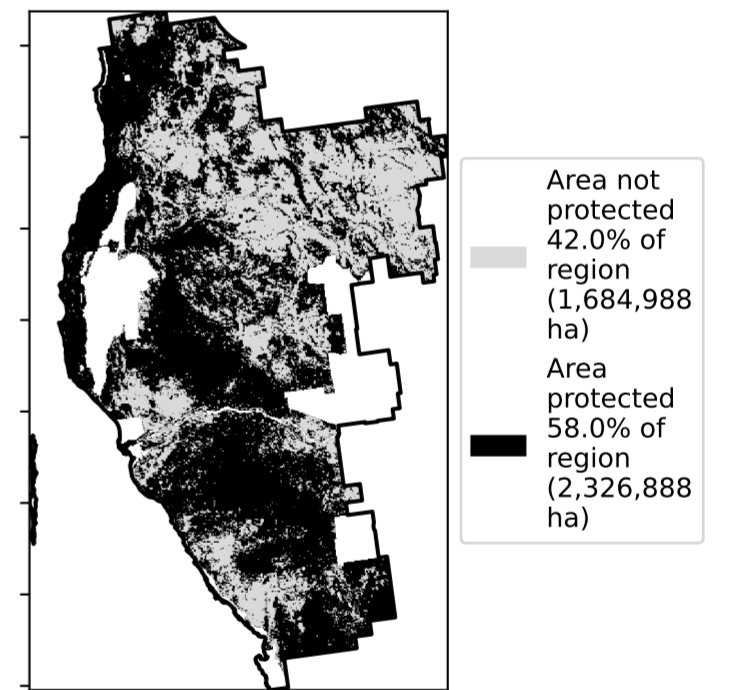 Area not
protected
42.0% of
region
(1,684,988
ha)
Area
protected
58.0% of
region
(2,326,888
ha)